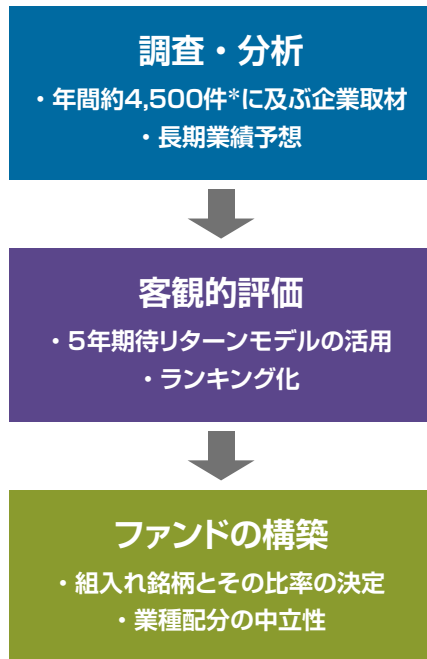 調査・分析
・年間約4,500件*に及ぶ企業取材
・長期業績予想
客観的評価
・5年期待リターンモデルの活用
・ランキング化
ファンドの構築
・組入れ銘柄とその比率の決定
・業種配分の中立性